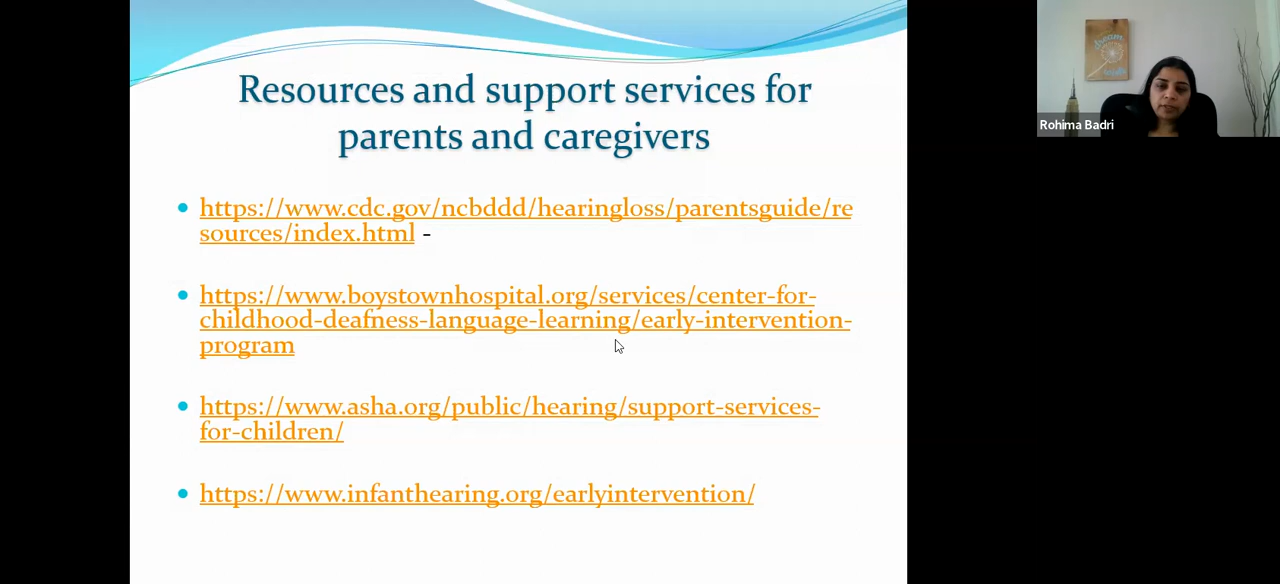 Resources and support services for
parents and caregivers
https://www.cdc.gov/ncbddd/hearingloss/parentsguide/re
sources/index.html -
https://www.boystownhospital.org/services/center-for-
childhood-deafness-language-learning/early-intervention-
program
https://www.asha.org/public/hearing/support-services-
for-children/
https://www.infanthearing.org/earlyintervention/
dream
Rohima Badri